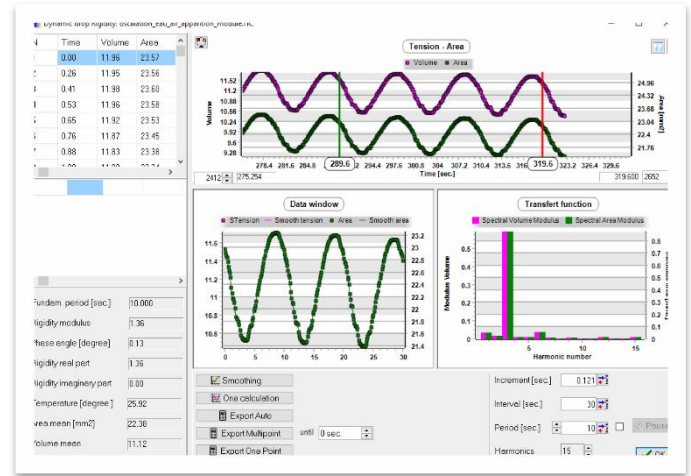 Dynamic drop Rigidity: oscillation_eau_air_apparition_module.TIC
Time Volume Area
0.00 11.96 23.57
0.26 11.95 23.56
0.41 11.98 23.60
0.53 11.96 23.58
0.65 11.92 23.53
0.76 11.87 23.45
0.88 11.83 23.38
Tension - Area
Volume Area
11.52
11.2
10.88
10.56
10.24
9.92
9.6
9.28
Volume
24.96
24.32
23.68
23.04
22.4
21.76
Area [mm2]
278.4 281.6 284.8 289.6 294.4 297.6 300.8 304 307.2 310.4 313.6 319.6 323.2 326.4 329.6
Time [sec.]
2412 275.254 319.600 2652
Data window
STension Smooth tension Area Smooth area
11.6
11.4
11.2
11
10.8
10.6
23.2
23
22.8
22.6
22.4
22.2
22
21.8
21.6
21.4
0 5 10 15 20 25 30
Transfert function
Spectral Volume Modulus Spectral Area Modulus
0.5
0.4
0.3
0.2
0.1
0
Modulus Volume
0.8
0.7
0.6
0.5
0.4
0.3
0.2
0.1
0
5 10 15
Harmonic number
Fundam. period [sec.] 10.000
Rigidity modulus 1.36
Phase angle [degree] 0.13
Rigidity real part 1.36
Rigidity imaginery part 0.00
Temperature [degree] 25.92
Area mean [mm2] 22.38
Volume mean 11.12
Smoothing
One calculation
Export Auto
Export Multipoint until 0 sec.
Export One Point
Increment [sec.] 0.121
Interval [sec.] 30
Period [sec.] 10 Pause
Harmonics 15 OK